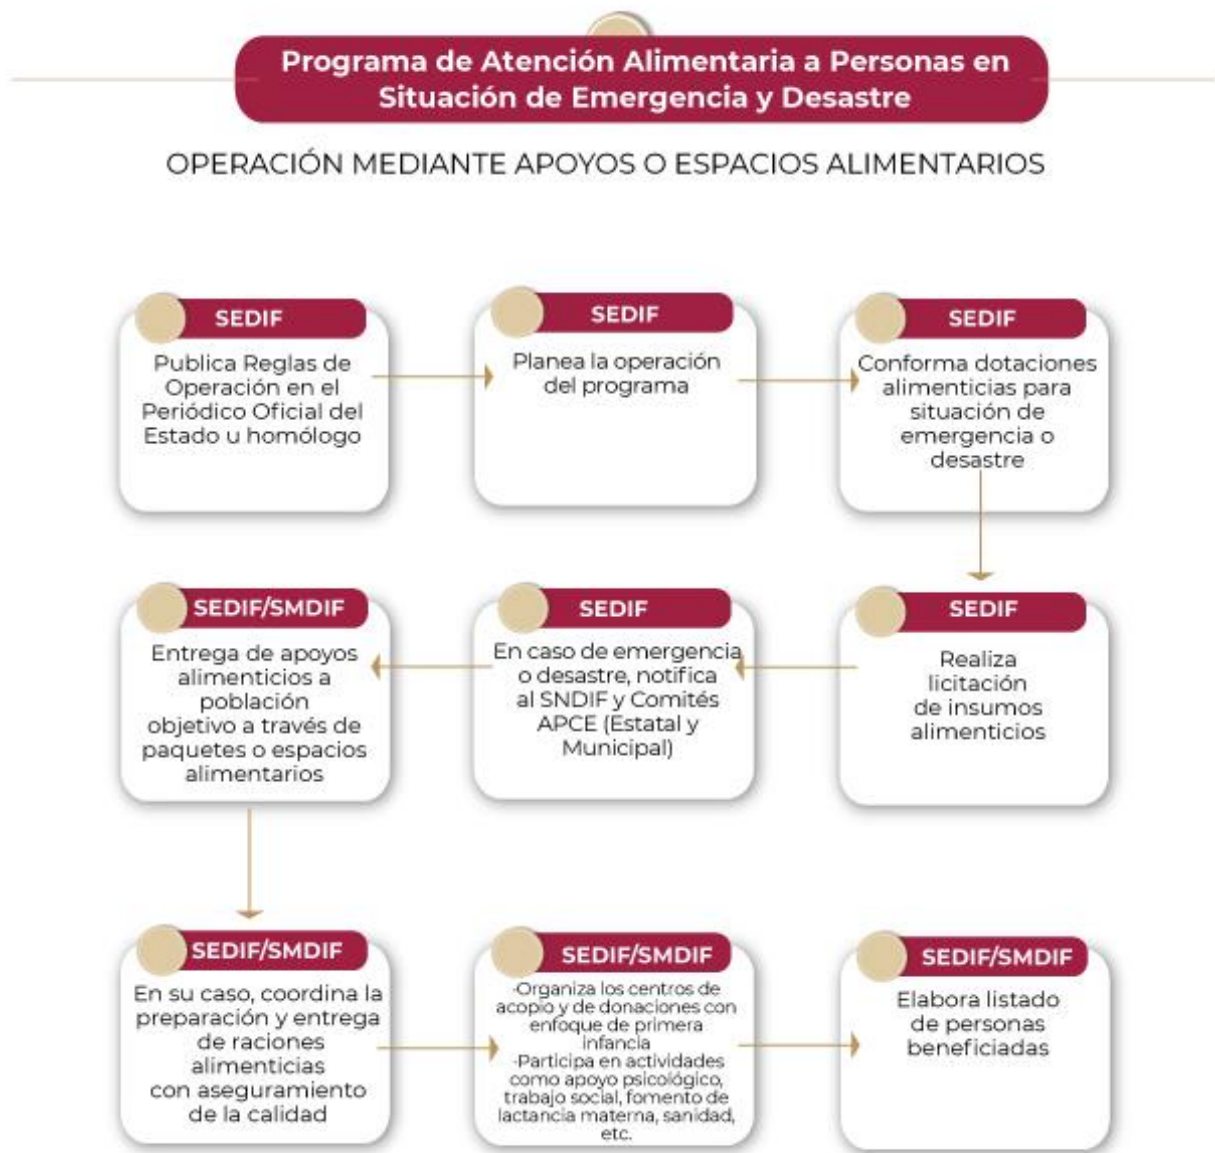 Programa de Atención Alimentaria a Personas en
Situación de Emergencia y Desastre
OPERACIÓN MEDIANTE APOYOS O ESPACIOS ALIMENTARIOS
SEDIF
Publica Reglas de
Operación en el
Periódico Oficial del
Estado u homólogo
SEDIF
Planea la operación
del programa
SEDIF
Conforma dotaciones
alimenticias para
situación de
emergencia o
desastre
SEDIF
Realiza
licitación
de insumos
alimenticios
SEDIF
En caso de emergencia
o desastre, notifica
al SNDIF y Comités
APCE (Estatal y
Municipal)
SEDIF/SMDIF
Entrega de apoyos
alimenticios a
población
objetivo a través de
paquetes o espacios
alimentarios
SEDIF/SMDIF
En su caso, coordina la
preparación y entrega
de raciones
alimenticias
con aseguramiento
de la calidad
SEDIF/SMDIF
-Organiza los centros de
acopio y de donaciones con
enfoque de primera
infancia
-Participa en actividades
como apoyo psicológico,
trabajo social, fomento de
lactancia materna, sanidad,
etc.
SEDIF/SMDIF
Elabora listado
de personas
beneficiadas